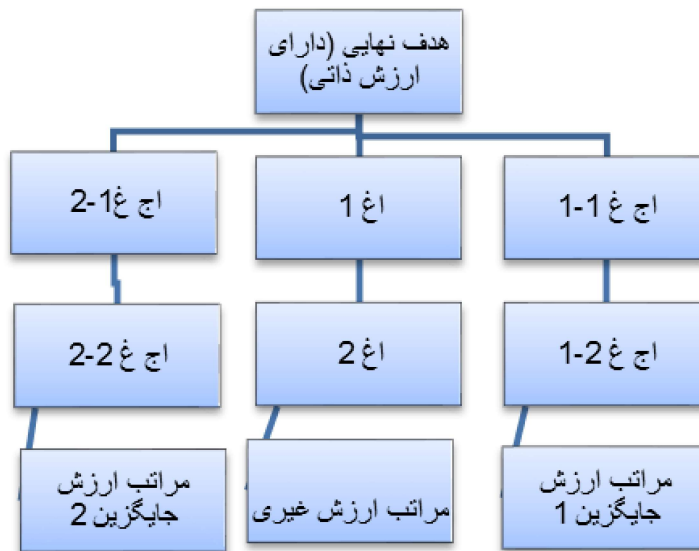 هدف نهایی (دارای
ارزش ذاتی)
اج غ 1-1
اغ 1
اج غ1-2
اج غ 2-1
اغ 2
اج غ 2-2
مراتب ارزش
جایگزین 1
مراتب ارزش غیری
مراتب ارزش
جایگزین 2